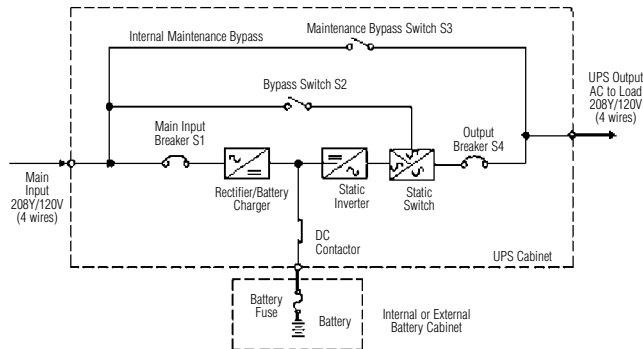 Internal Maintenance Bypass
Maintenance Bypass Switch S3
Bypass Switch S2
UPS Output
AC to Load
208Y/120V
(4 wires)
Main Input
Breaker S1
Output
Breaker S4
Main
Input
208Y/120V
(4 wires)
Rectifier/Battery
Charger
Static
Inverter
Static
Switch
DC
Contactor
UPS Cabinet
Battery
Fuse
Battery
Internal or External
Battery Cabinet